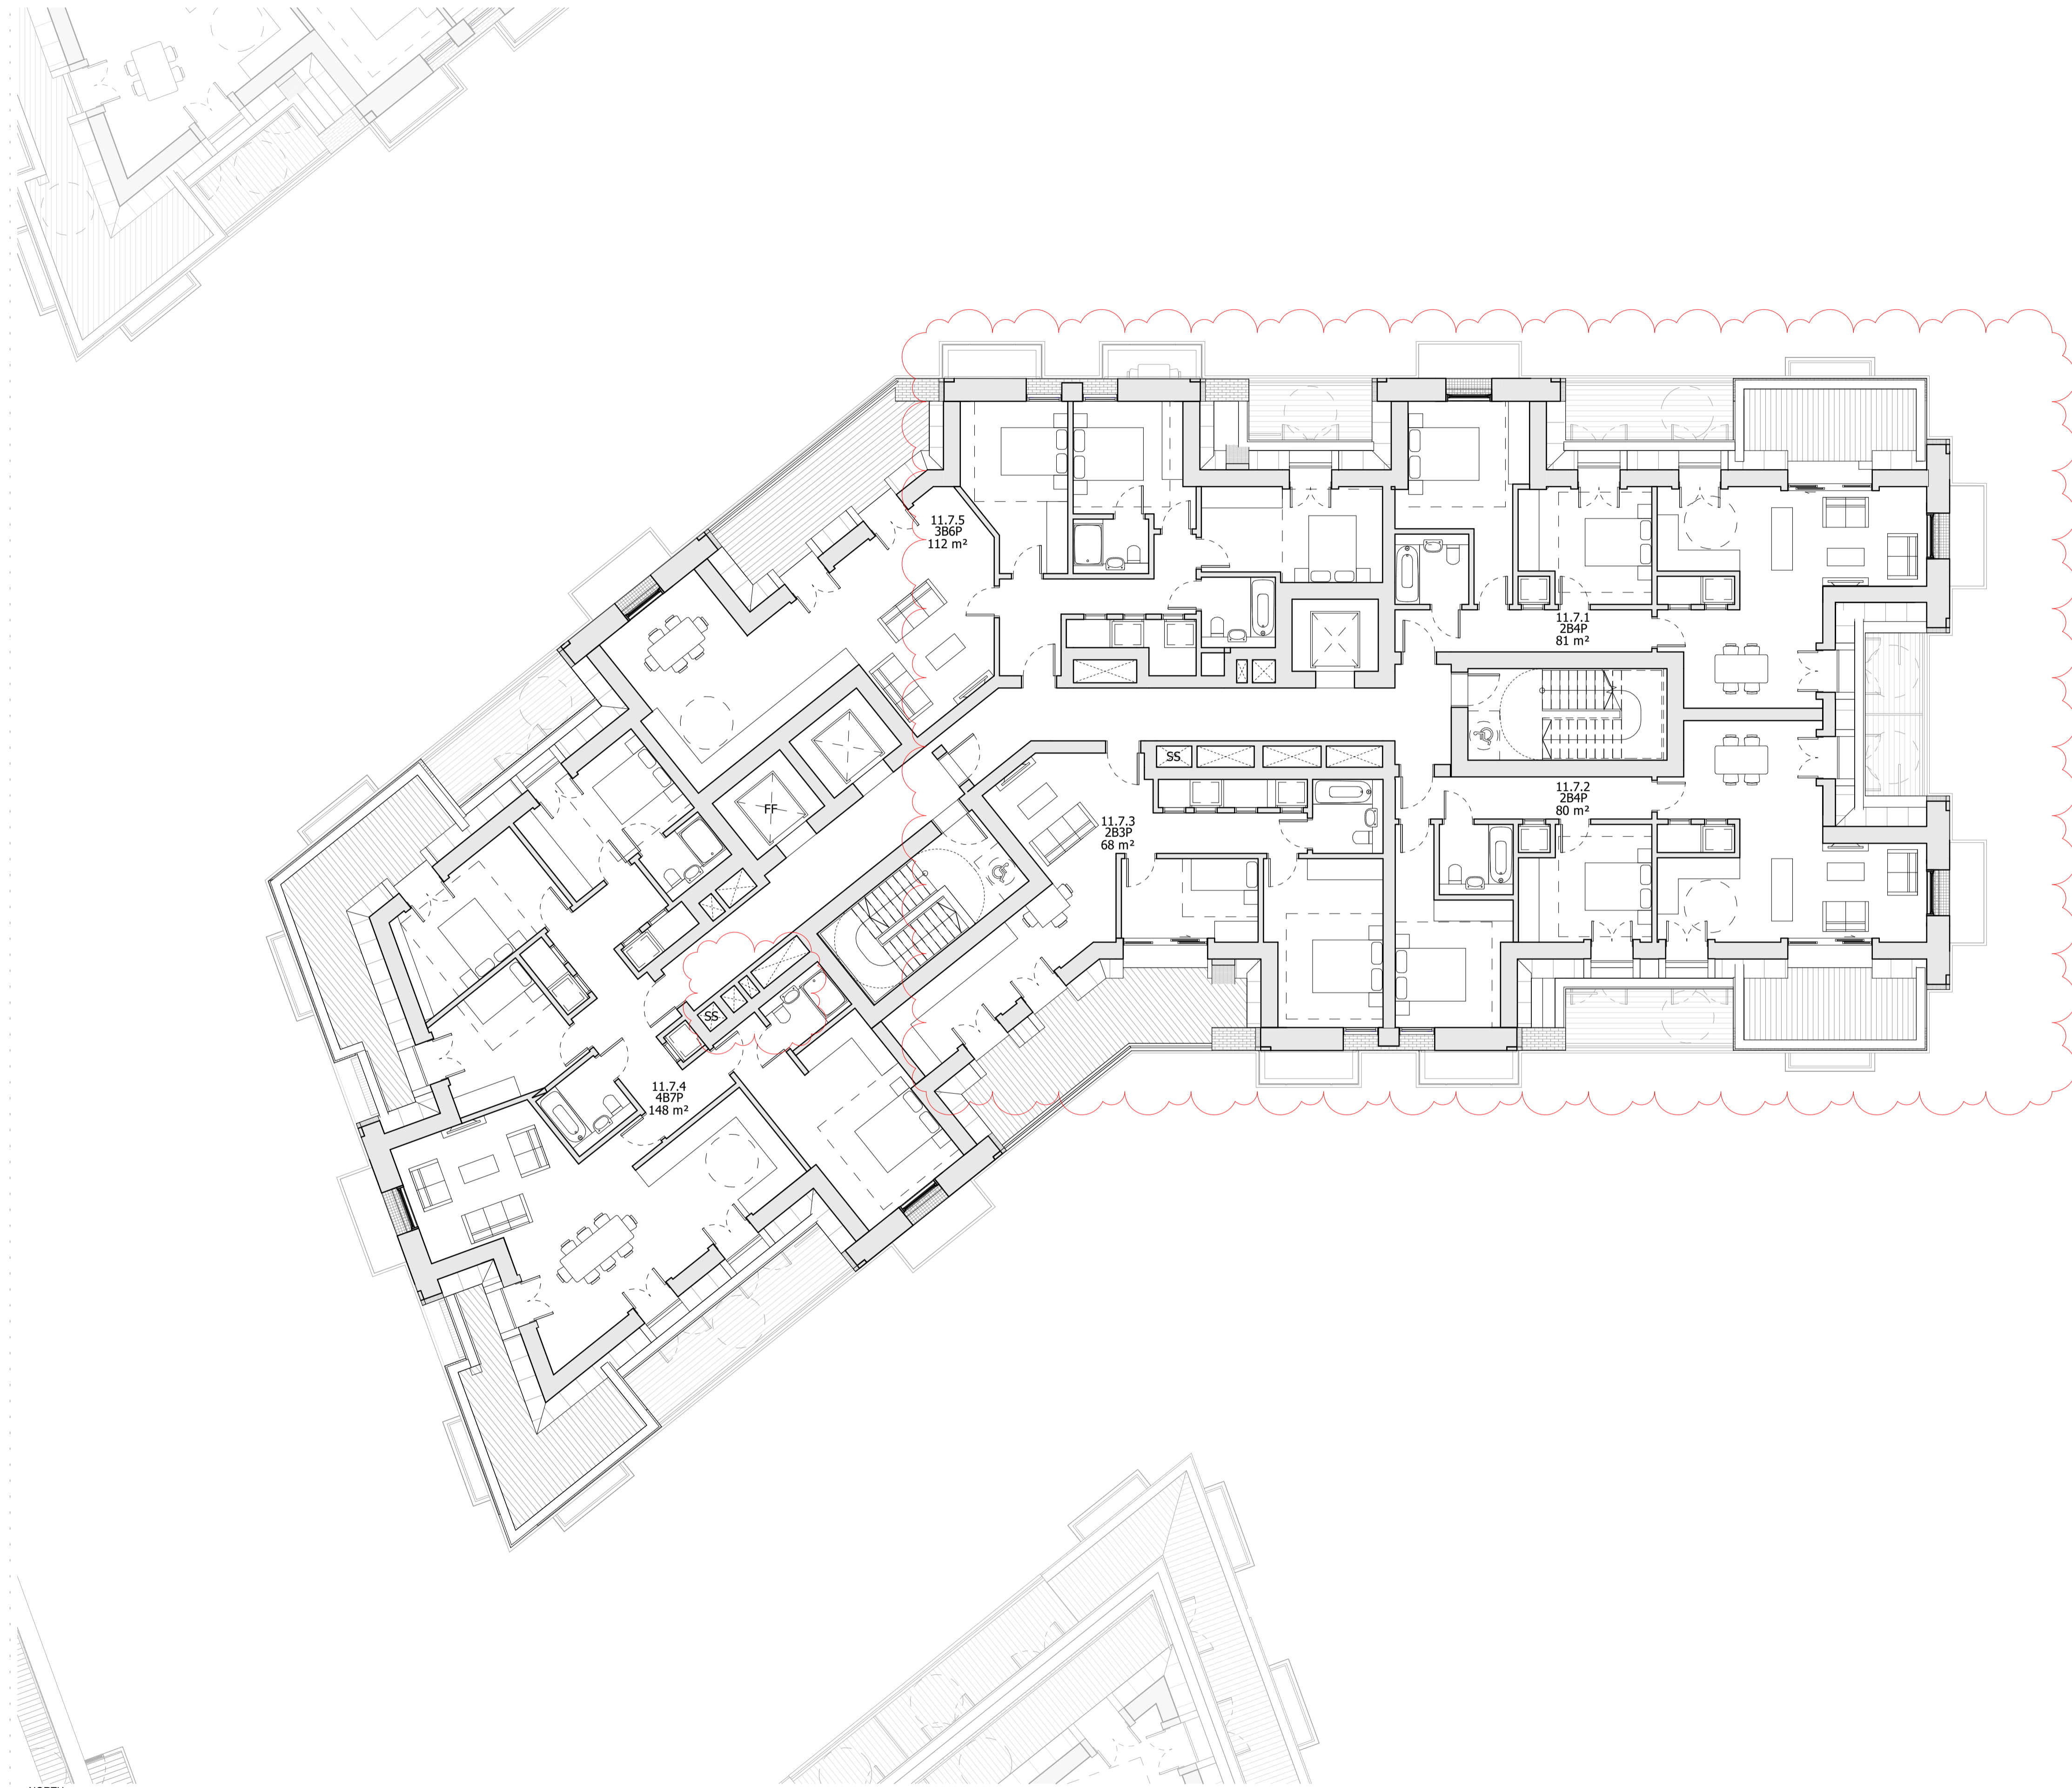 11.7.5
3B6P
112 m²
11.7.1
2B4P
81 m²
SS
11.7.2
2B4P
80 m²
FF
11.7.3
2B3P
68 m²
SS
11.7.4
4B7P
148 m²